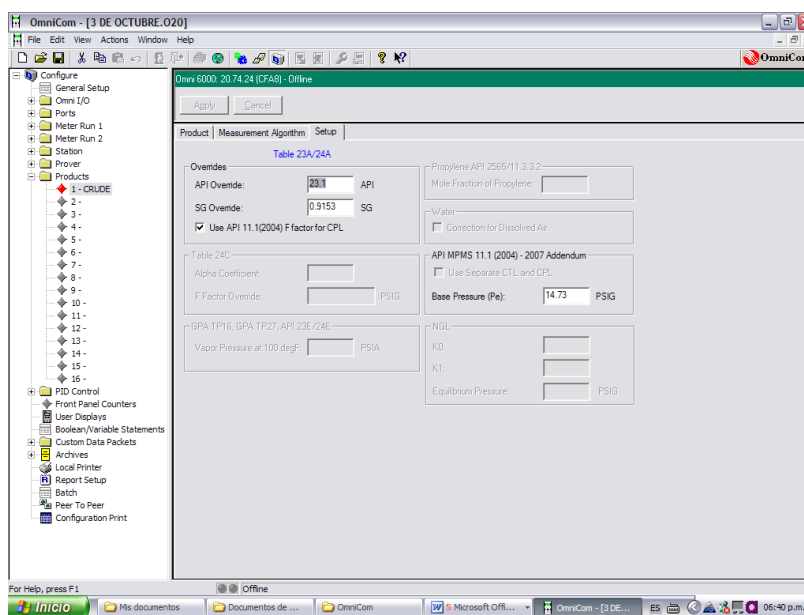 OmniCom - [3 DE OCTUBRE.O20]
File Edit View Actions Window Help
OmniCom
Configure
General Setup
Omni I/O
Ports
Meter Run 1
Meter Run 2
Station
Prover
Products
1 - CRUDE
2 -
3 -
4 -
5 -
6 -
7 -
8 -
9 -
10 -
11 -
12 -
13 -
14 -
15 -
16 -
PID Control
Front Panel Counters
User Displays
Boolean/Variable Statements
Custom Data Packets
Archives
Local Printer
Report Setup
Batch
Peer To Peer
Configuration Print
Omni 6000: 20.74.24 (CFA8) - Offline
Apply Cancel
Product Measurement Algorithm Setup
Table 23A/24A
Overrides
API Override: 23.1 API
SG Override: 0.9153 SG
Use API 11.1(2004) F factor for CPL
Table 24C
Alpha Coefficient:
F Factor Override: PSIG
GPA TP16, GPA TP27, API 23E/24E
Vapor Pressure at 100 degF: PSIA
Propylene API 2565/11.3.3.2
Mole Fraction of Propylene:
Water
Correction for Dissolved Air
API MPMS 11.1 (2004) - 2007 Addendum
Use Separate CTL and CPL
Base Pressure (Pe): 14.73 PSIG
NGL
K0:
K1:
Equilibrium Pressure: PSIG
For Help, press F1
Offline
Inicio
Mis documentos
Documentos de ...
OmniCom
5 Microsoft Offi...
OmniCom - [3 DE...
ES
06:40 p.m.